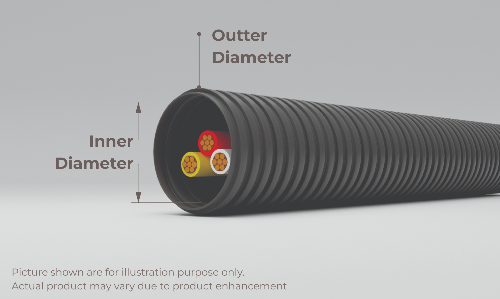 Outter
Diameter
Inner
Diameter
Picture shown are for illustration purpose only.
Actual product may vary due to product enhancement